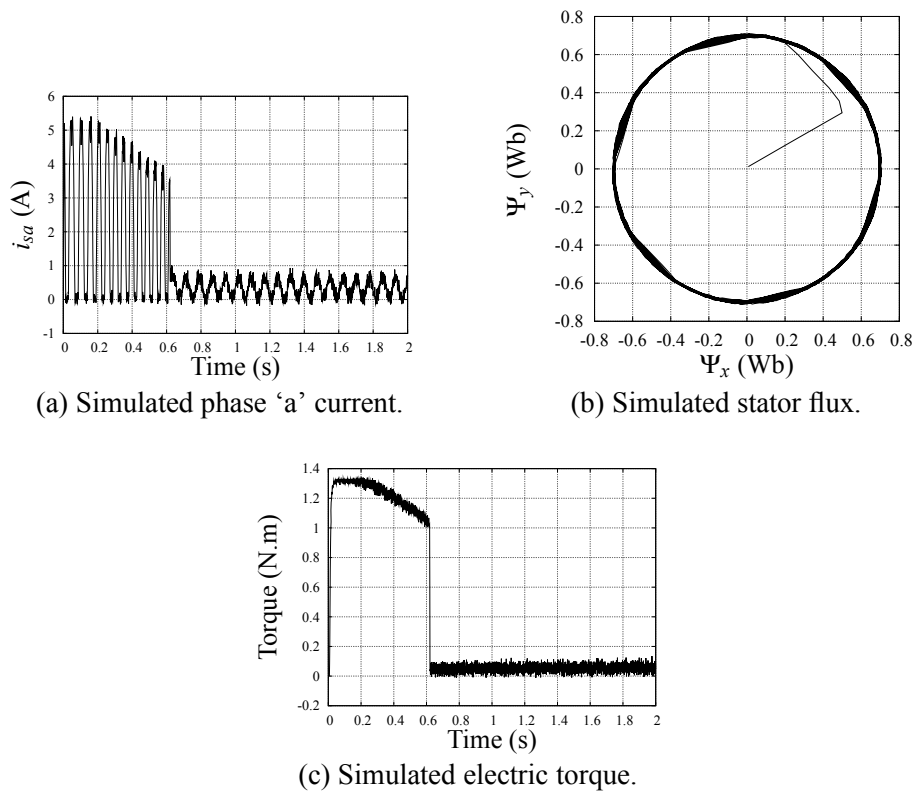 6
5
4
3
2
1
0
-1
0 0.2 0.4 0.6 0.8 1 1.2 1.4 1.6 1.8 2
i_sa (A)
Time (s)
(a) Simulated phase ‘a’ current.
0.8
0.6
0.4
0.2
0
-0.2
-0.4
-0.6
-0.8
-0.8 -0.6 -0.4 -0.2 0 0.2 0.4 0.6 0.8
Ψ_y (Wb)
Ψ_x (Wb)
(b) Simulated stator flux.
1.4
1.2
1
0.8
0.6
0.4
0.2
0
-0.2
0 0.2 0.4 0.6 0.8 1 1.2 1.4 1.6 1.8 2
Torque (N.m)
Time (s)
(c) Simulated electric torque.